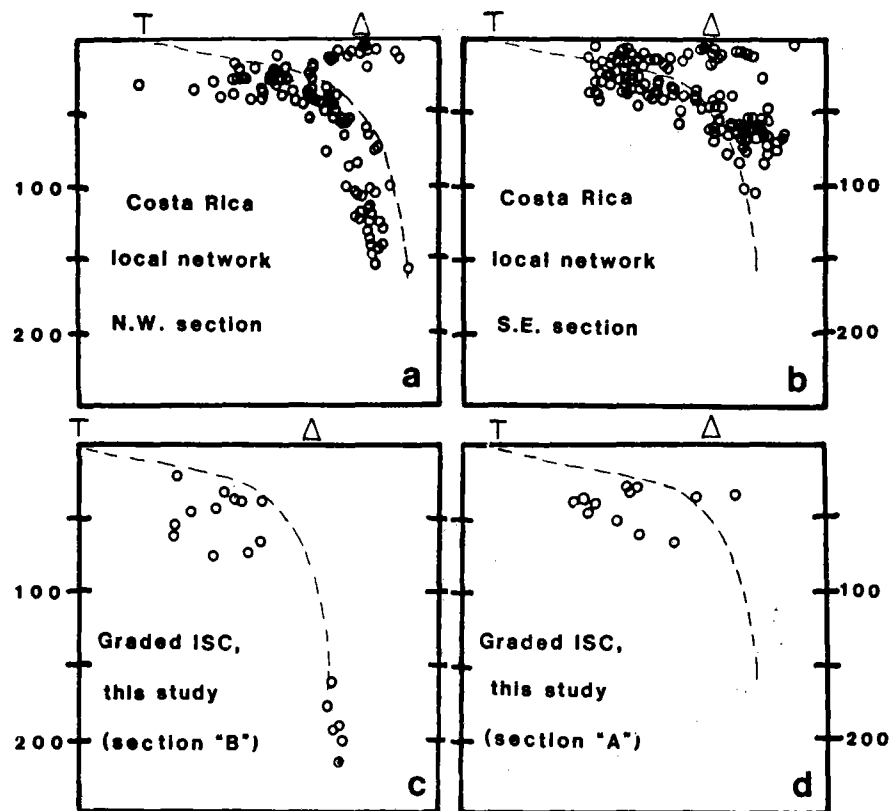 T Δ
T Δ
100
200
Costa Rica
local network
N.W. section
a
Costa Rica
local network
S.E. section
b
100
200
T Δ
T Δ
100
200
Graded ISC,
this study
(section "B")
c
Graded ISC,
this study
(section "A")
d
100
200